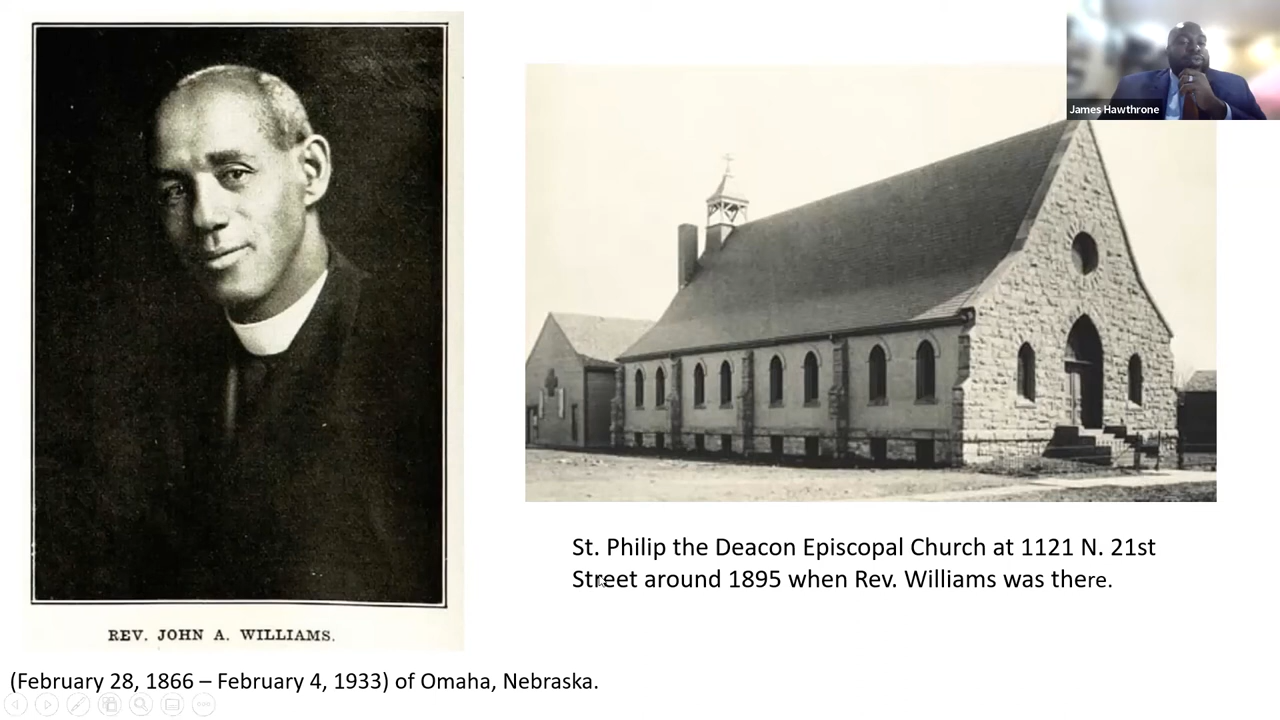 James Hawthrone
St. Philip the Deacon Episcopal Church at 1121 N. 21st
Street around 1895 when Rev. Williams was there.
REV. JOHN A. WILLIAMS.
(February 28, 1866 – February 4, 1933) of Omaha, Nebraska.